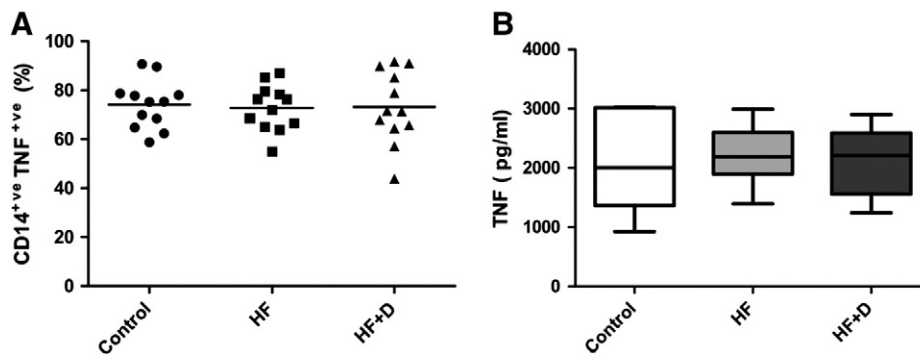 A
CD14+ve TNF +ve (%)
100
80
60
40
20
0
Control
HF
HF+D
B
TNF ( pg/ml)
4000
3000
2000
1000
0
Control
HF
HF+D